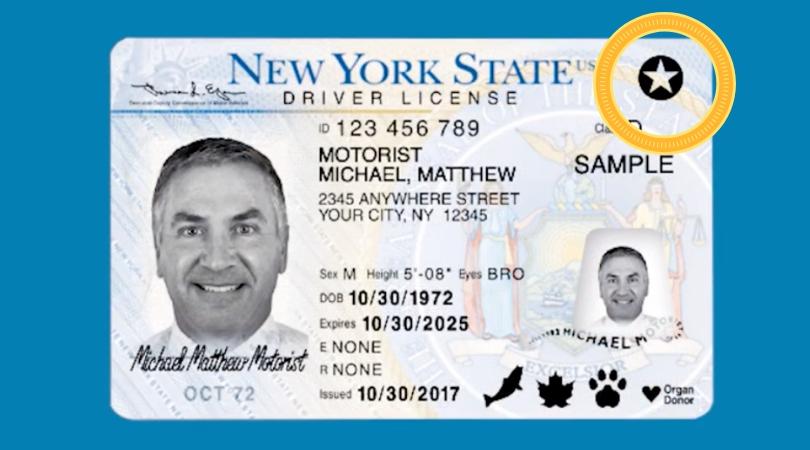 NEW YORK STATE US
DRIVER LICENSE
ID 123 456 789
MOTORIST
MICHAEL, MATTHEW
SAMPLE
2345 ANYWHERE STREET
YOUR CITY, NY 12345
Sex M Height 5'-08" Eyes BRO
DOB 10/30/1972
Expires 10/30/2025
E NONE
R NONE
Issued 10/30/2017
Michael Matthew Motorist
OCT 72
EXCELSIOR
Organ
Donor